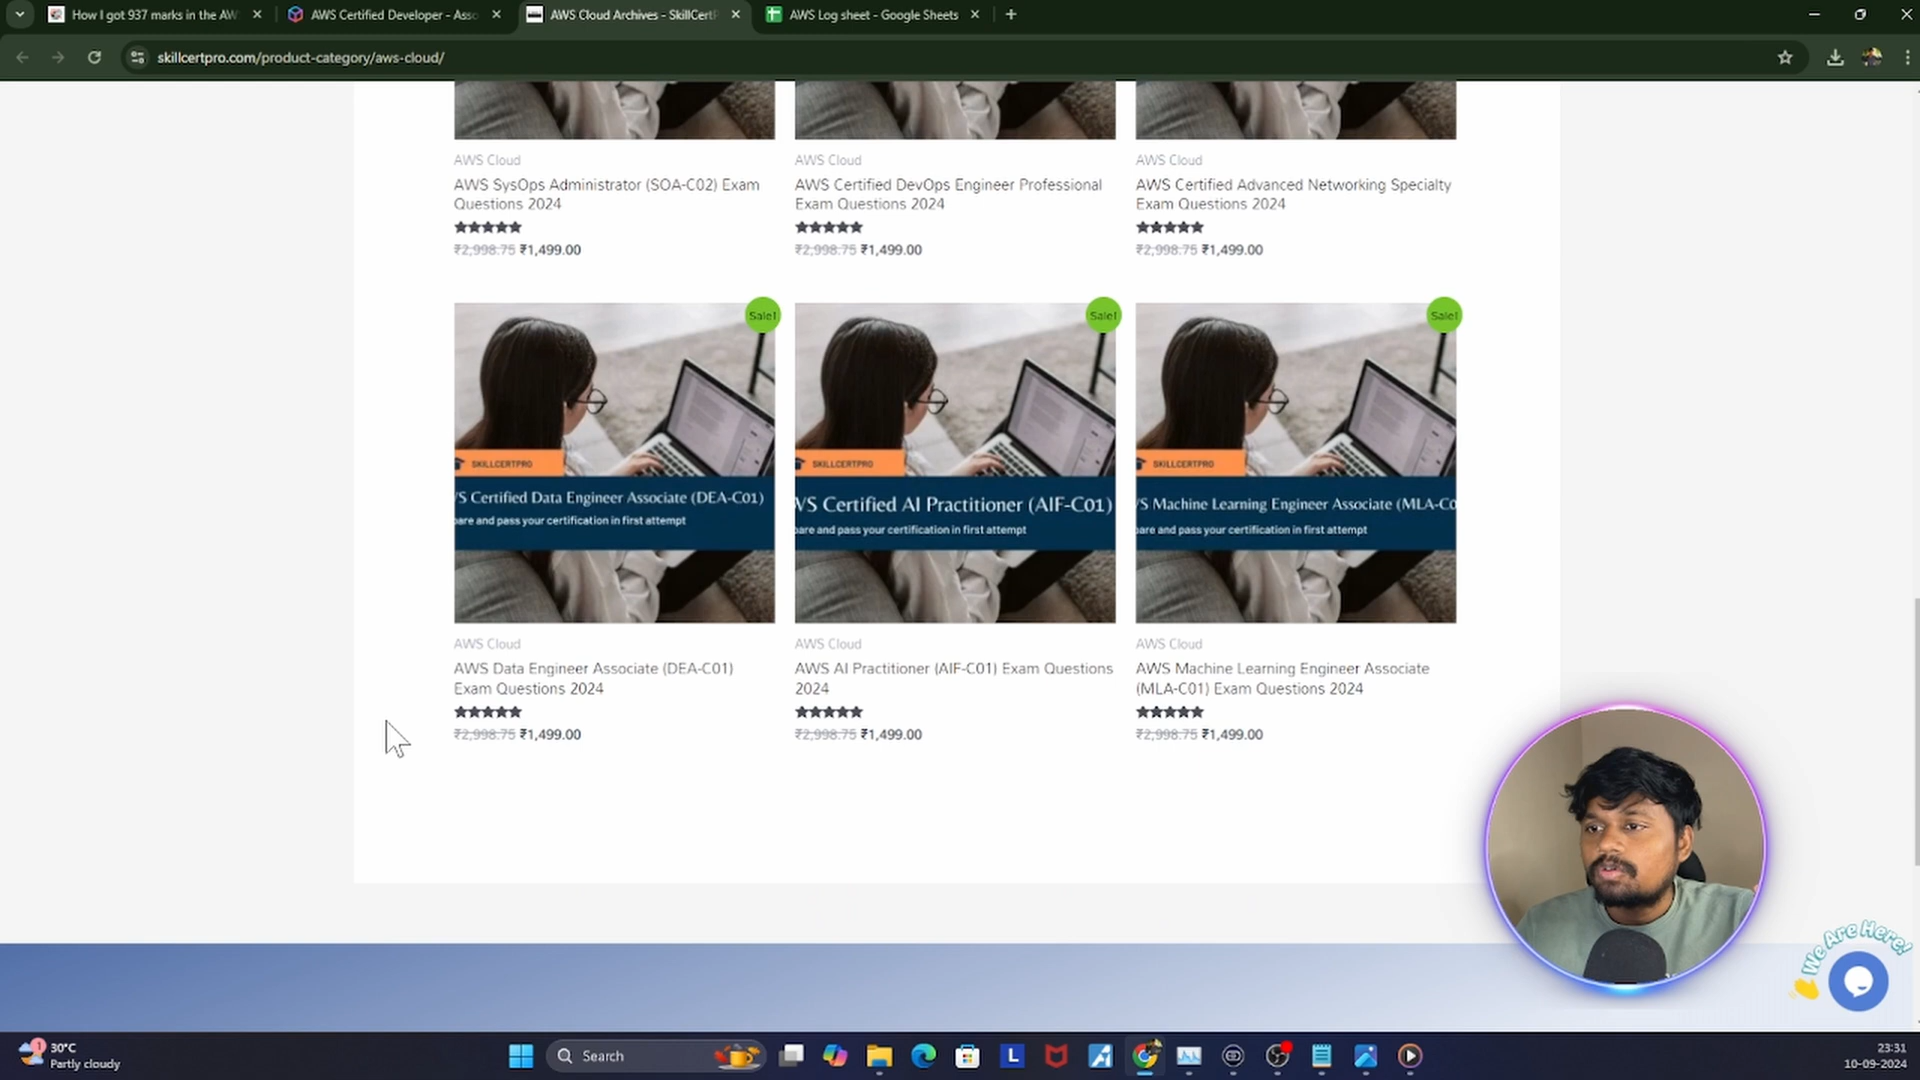 How I got 937 marks in the AW
AWS Certified Developer - Asso
AWS Cloud Archives - SkillCertP
AWS Log sheet - Google Sheets
skillcertpro.com/product-category/aws-cloud/
AWS Cloud
AWS SysOps Administrator (SOA-C02) Exam
Questions 2024
₹2,998.75 ₹1,499.00
AWS Cloud
AWS Certified DevOps Engineer Professional
Exam Questions 2024
₹2,998.75 ₹1,499.00
AWS Cloud
AWS Certified Advanced Networking Specialty
Exam Questions 2024
₹2,998.75 ₹1,499.00
Sale!
SKILLCERTPRO
/S Certified Data Engineer Associate (DEA-C01)
pare and pass your certification in first attempt
AWS Cloud
AWS Data Engineer Associate (DEA-C01)
Exam Questions 2024
₹2,998.75 ₹1,499.00
Sale!
SKILLCERTPRO
VS Certified AI Practitioner (AIF-C01)
pare and pass your certification in first attempt
AWS Cloud
AWS AI Practitioner (AIF-C01) Exam Questions
2024
₹2,998.75 ₹1,499.00
Sale!
SKILLCERTPRO
/S Machine Learning Engineer Associate (MLA-C0
pare and pass your certification in first attempt
AWS Cloud
AWS Machine Learning Engineer Associate
(MLA-C01) Exam Questions 2024
₹2,998.75 ₹1,499.00
We Are Here!
1
30°C
Partly cloudy
Search
L
23:31
10-09-2024